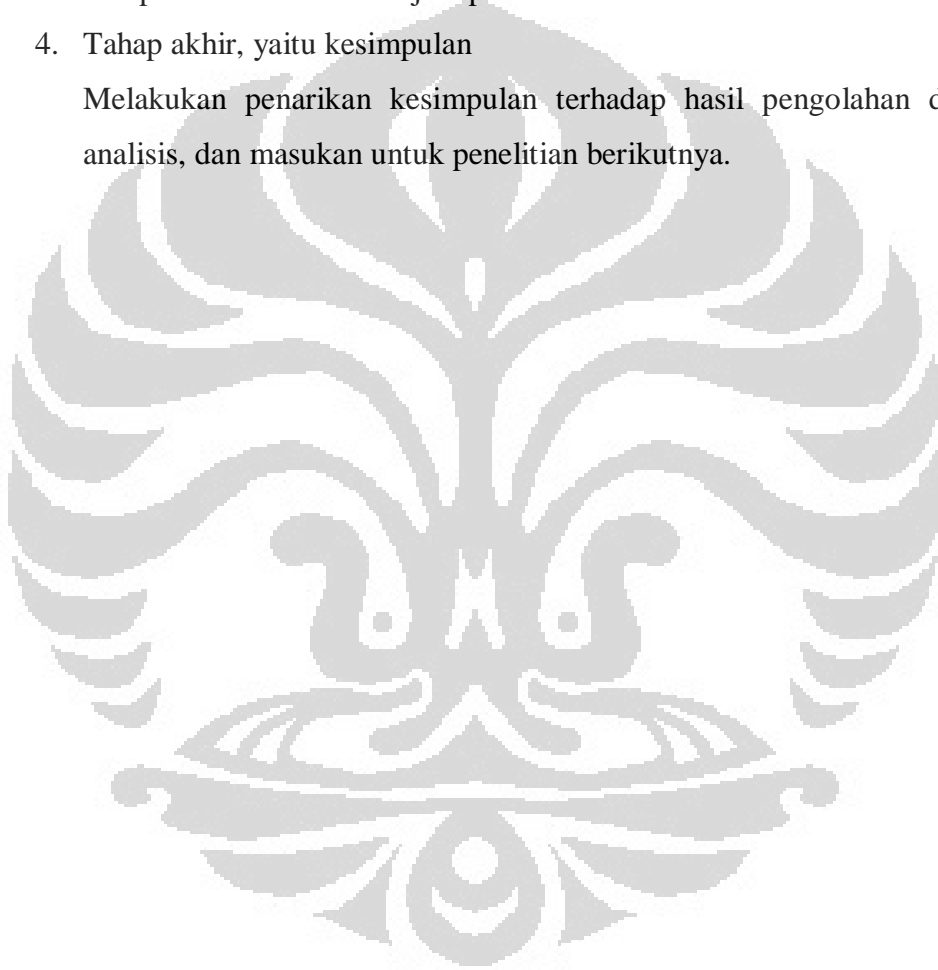 4. Tahap akhir, yaitu kesimpulan
Melakukan penarikan kesimpulan terhadap hasil pengolahan
analisis, dan masukan untuk penelitian berikutnya.